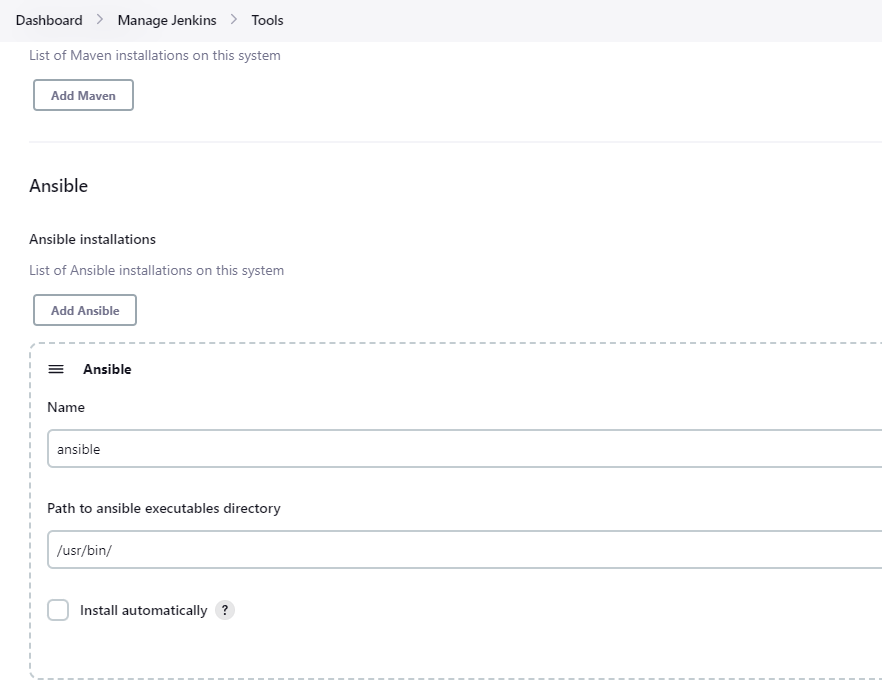 Dashboard > Manage Jenkins > Tools
List of Maven installations on this system
Add Maven
Ansible
Ansible installations
List of Ansible installations on this system
Add Ansible
Ansible
Name
ansible
Path to ansible executables directory
/usr/bin/
Install automatically ?